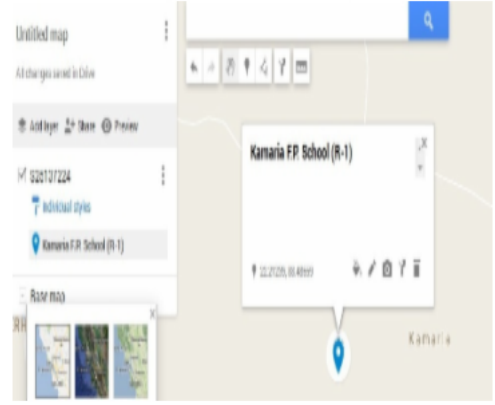 Untitled map
All changes saved in Drive
Add layer Share Preview
S26137224
Individual styles
Kamaria F.P. School (R-1)
Base map
Kamaria F.P. School (R-1)
Kamaria